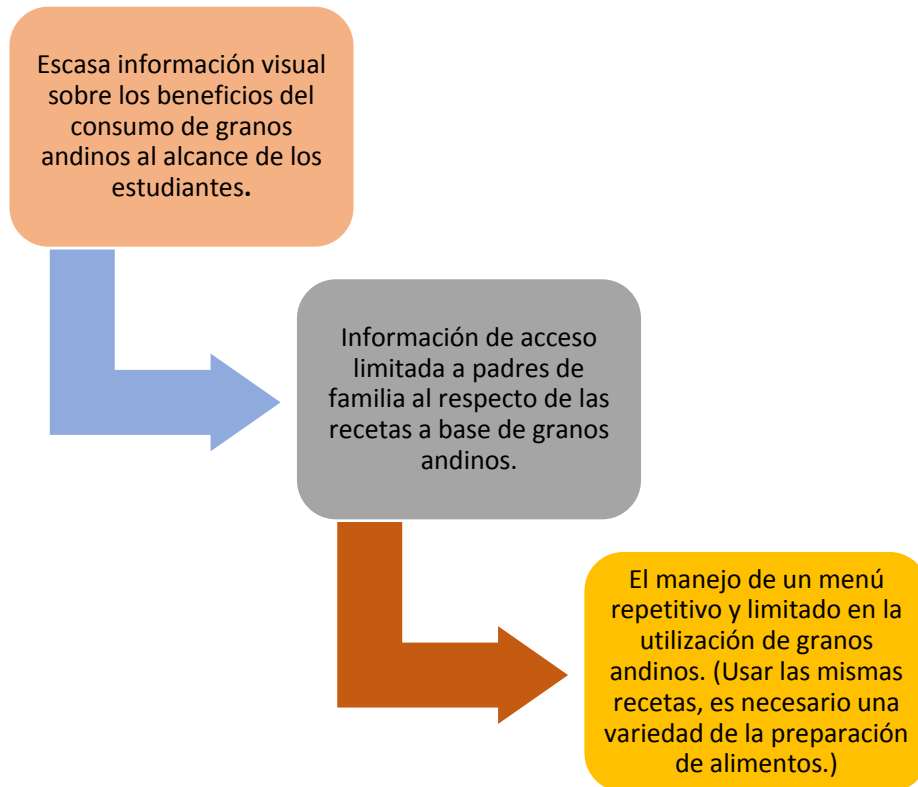 Escasa información visual
sobre los beneficios del
consumo de granos
andinos al alcance de los
estudiantes.
Información de acceso
limitada a padres de
familia al respecto de las
recetas a base de granos
andinos.
El manejo de un menú
repetitivo y limitado en la
utilización de granos
andinos. (Usar las mismas
recetas, es necesario una
variedad de la preparación
de alimentos.)